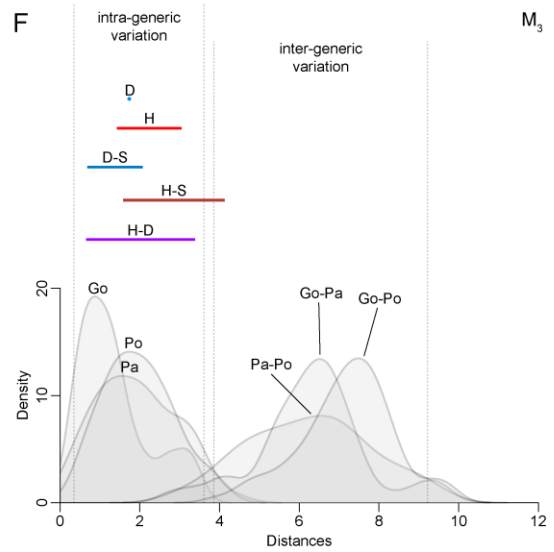 F
intra-generic
variation
inter-generic
variation
M3
D
H
D-S
H-S
H-D
20
10
0
Density
Go
Po
Pa
Go-Pa
Go-Po
Pa-Po
0 2 4 6 8 10 12
Distances